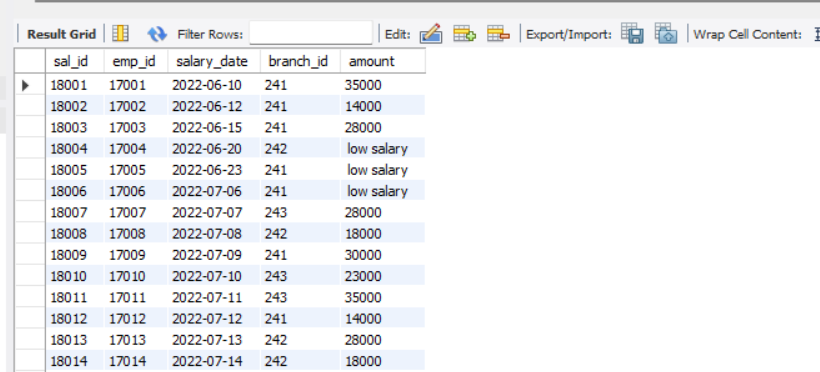 Result Grid Filter Rows: Edit: Export/Import: Wrap Cell Content:
sal_id emp_id salary_date branch_id amount
18001 17001 2022-06-10 241 35000
18002 17002 2022-06-12 241 14000
18003 17003 2022-06-15 241 28000
18004 17004 2022-06-20 242 low salary
18005 17005 2022-06-23 241 low salary
18006 17006 2022-07-06 241 low salary
18007 17007 2022-07-07 243 28000
18008 17008 2022-07-08 242 18000
18009 17009 2022-07-09 241 30000
18010 17010 2022-07-10 243 23000
18011 17011 2022-07-11 243 35000
18012 17012 2022-07-12 241 14000
18013 17013 2022-07-13 242 28000
18014 17014 2022-07-14 242 18000